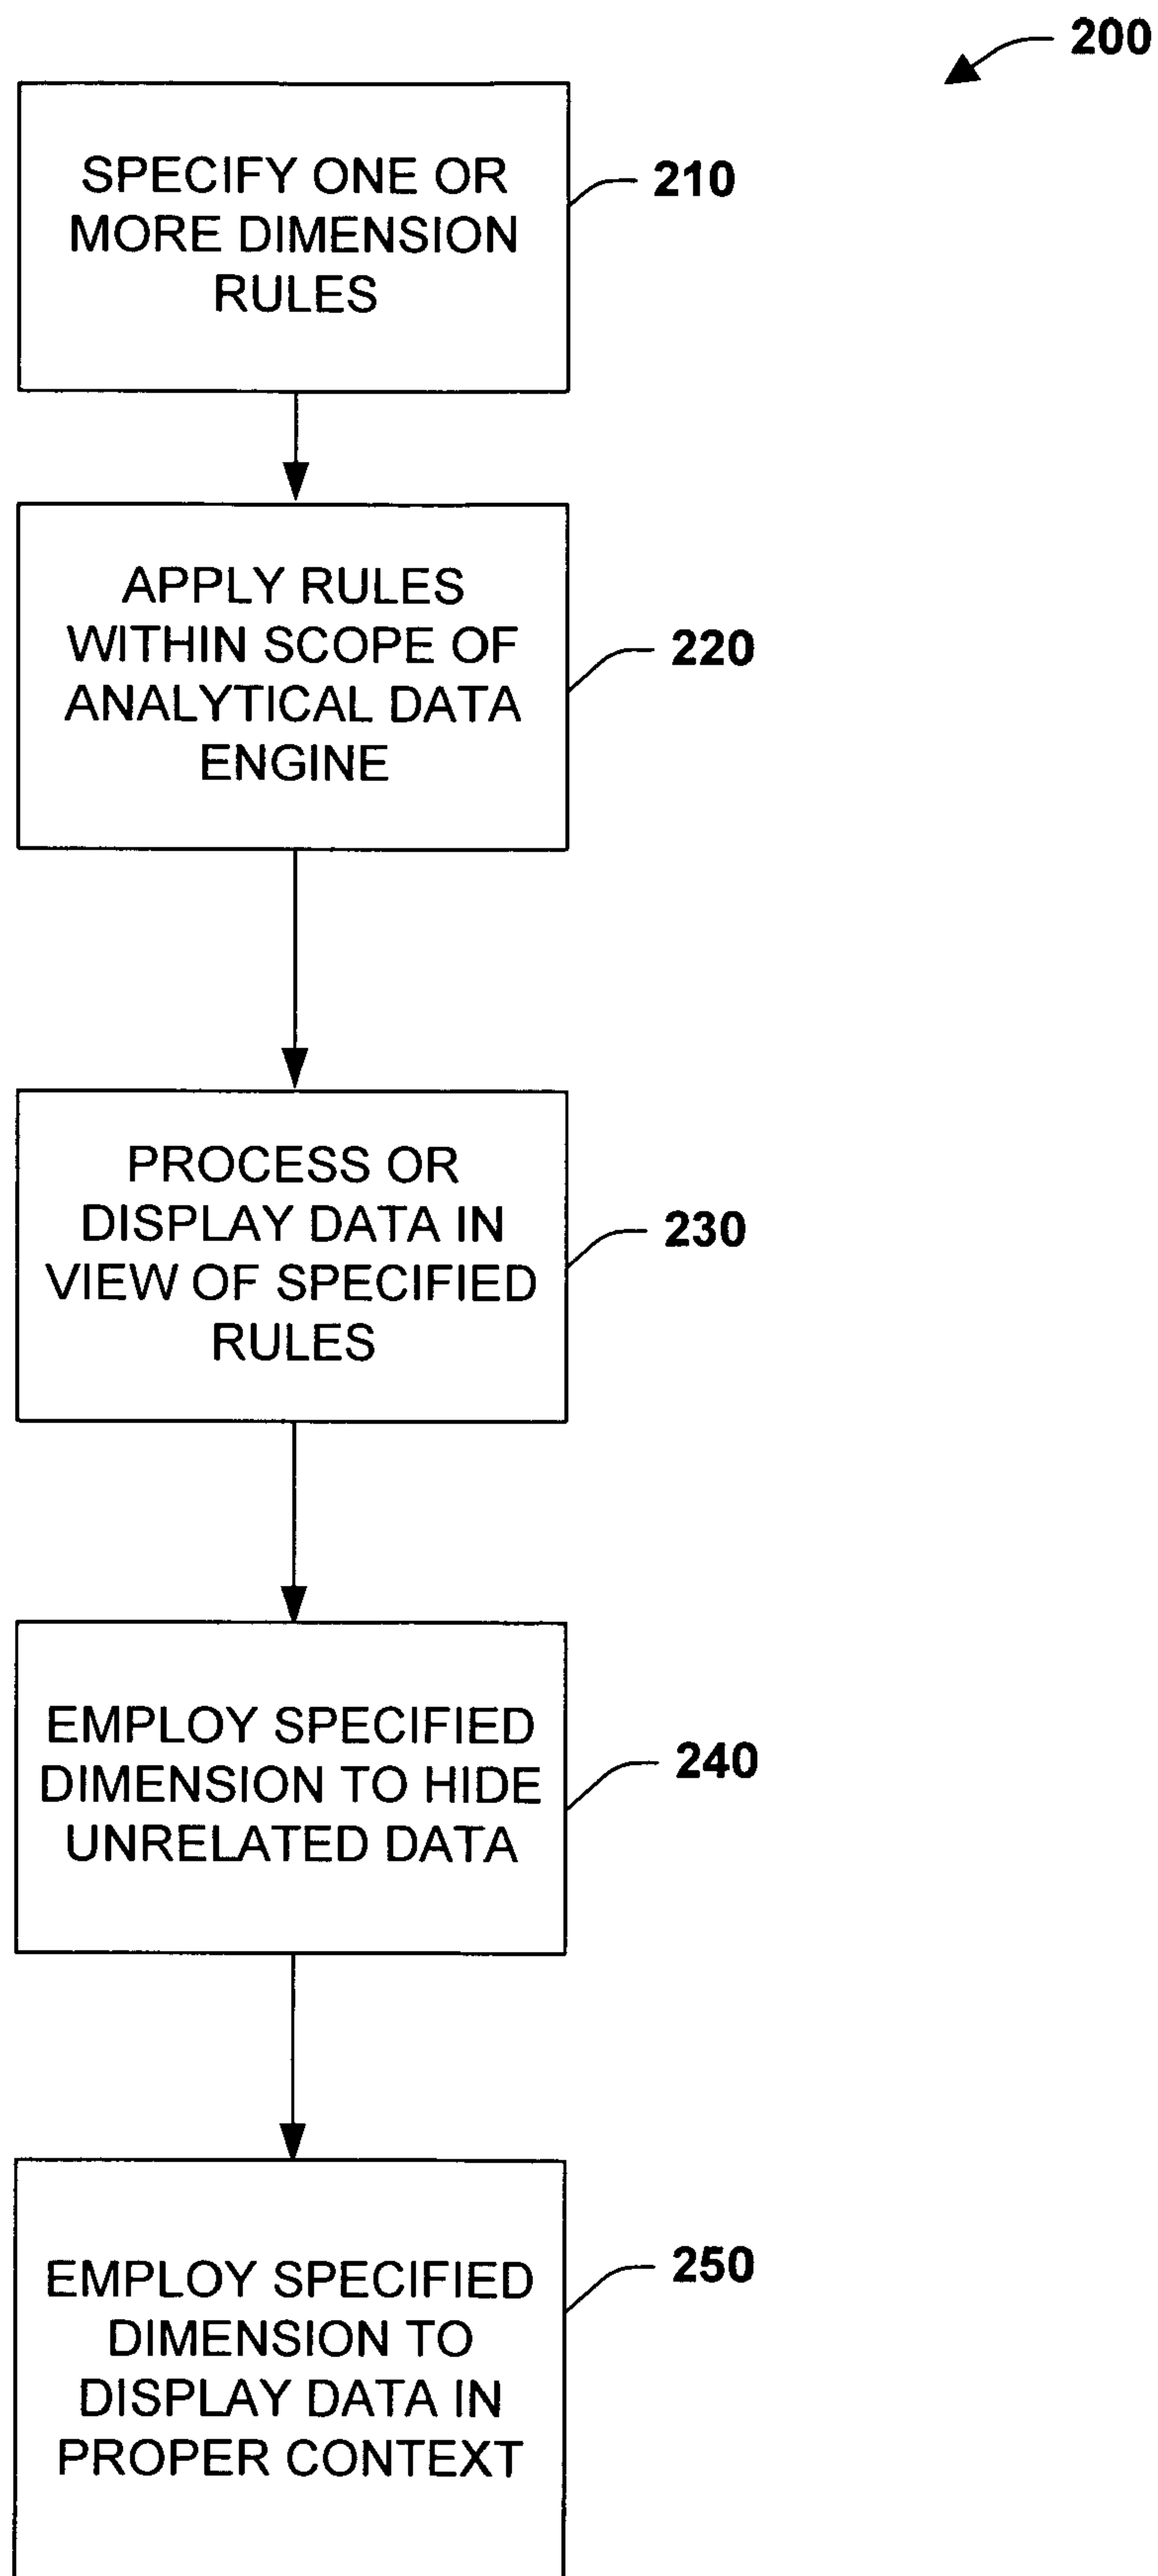 200
SPECIFY ONE OR
MORE DIMENSION
RULES
210
APPLY RULES
WITHIN SCOPE OF
ANALYTICAL DATA
ENGINE
220
PROCESS OR
DISPLAY DATA IN
VIEW OF SPECIFIED
RULES
230
EMPLOY SPECIFIED
DIMENSION TO HIDE
UNRELATED DATA
240
EMPLOY SPECIFIED
DIMENSION TO
DISPLAY DATA IN
PROPER CONTEXT
250